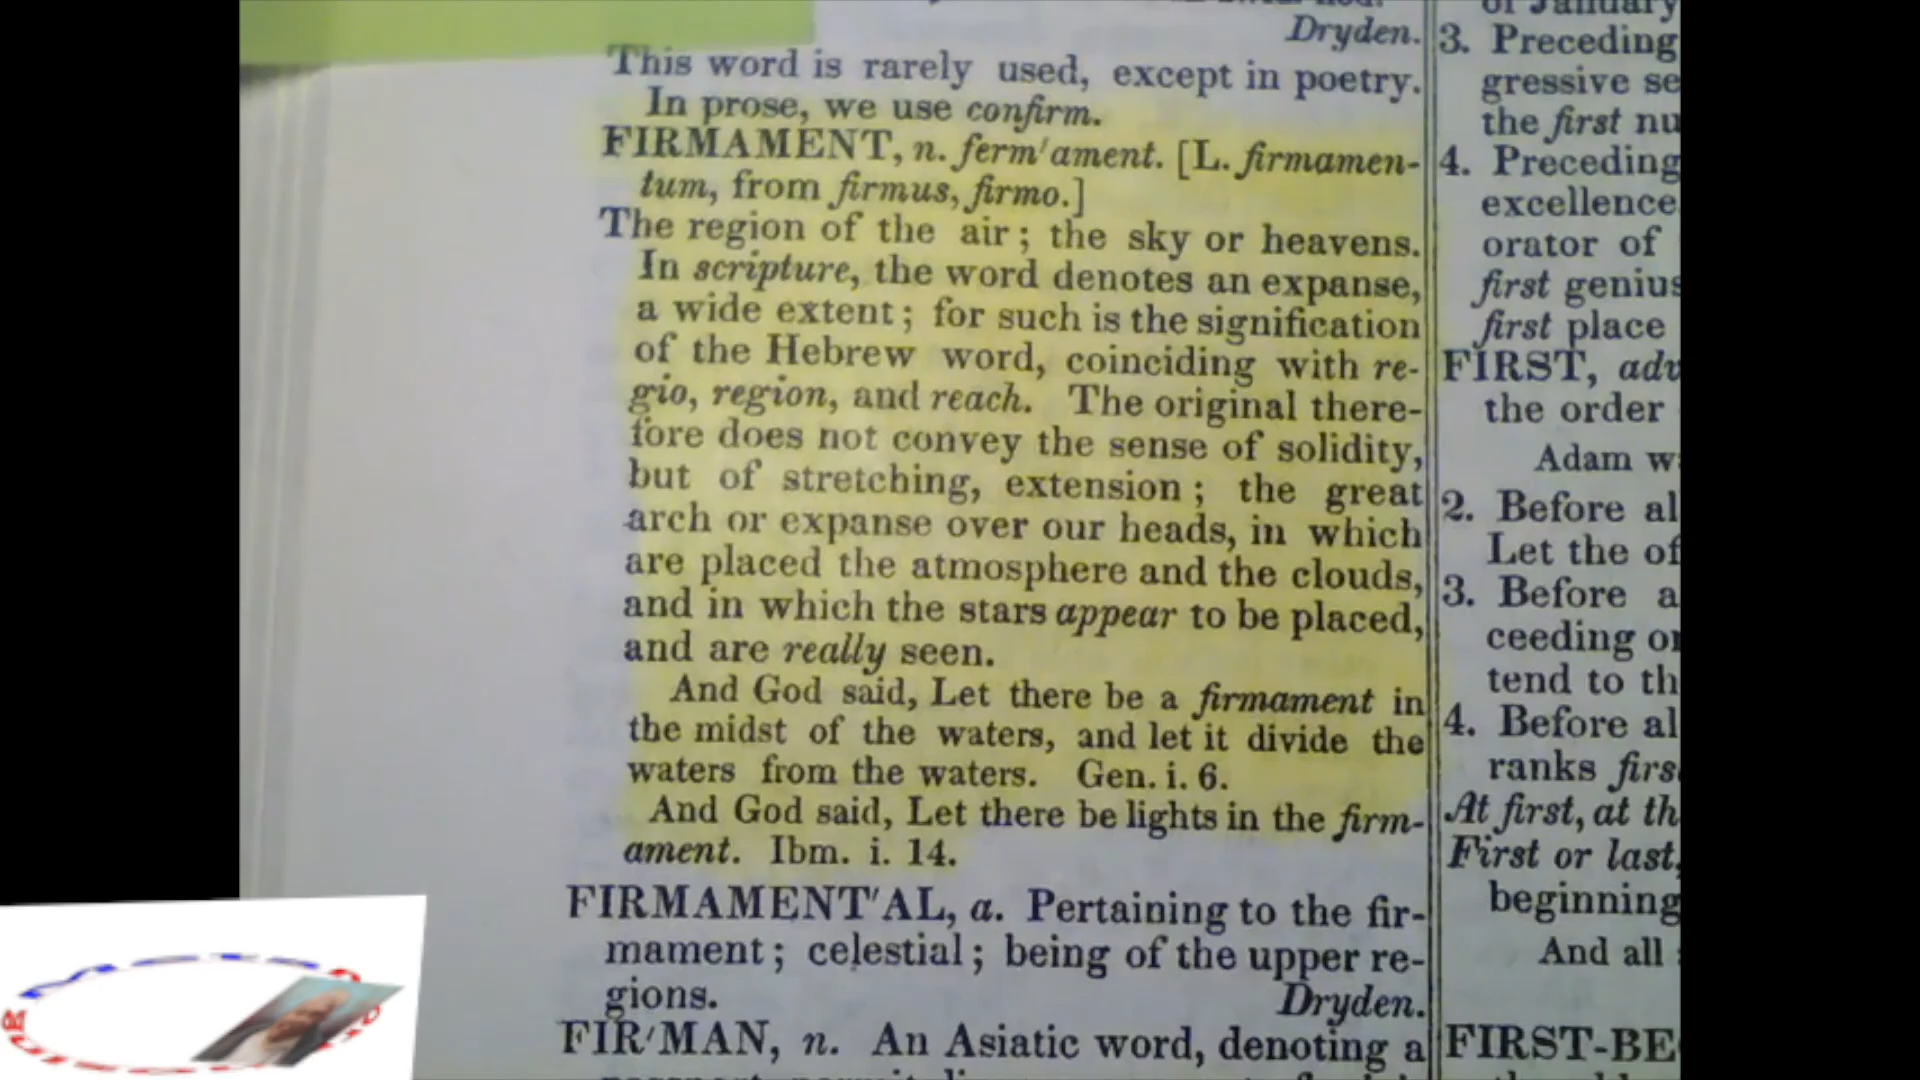 Dryden.
This word is rarely used, except in poetry.
In prose, we use confirm.
FIRMAMENT, n. ferm'ament. [L. firmamen-
tum, from firmus, firmo.]
The region of the air; the sky or heavens.
In scripture, the word denotes an expanse,
a wide extent; for such is the signification
of the Hebrew word, coinciding with re-
gio, region, and reach. The original there-
fore does not convey the sense of solidity,
but of stretching, extension; the great
arch or expanse over our heads, in which
are placed the atmosphere and the clouds,
and in which the stars appear to be placed,
and are really seen.
And God said, Let there be a firmament in
the midst of the waters, and let it divide the
waters from the waters. Gen. i. 6.
And God said, Let there be lights in the firm-
ament. Ibm. i. 14.
FIRMAMENT'AL, a. Pertaining to the fir-
mament; celestial; being of the upper re-
gions. Dryden.
FIR'MAN, n. An Asiatic word, denoting a
of January
3. Preceding
gressive se
the first nu
4. Preceding
excellence
orator of
first genius
first place
FIRST, adv
the order
Adam w
2. Before al
Let the of
3. Before a
ceeding or
tend to th
4. Before al
ranks firs
At first, at th
First or last,
beginning
And all
FIRST-BE